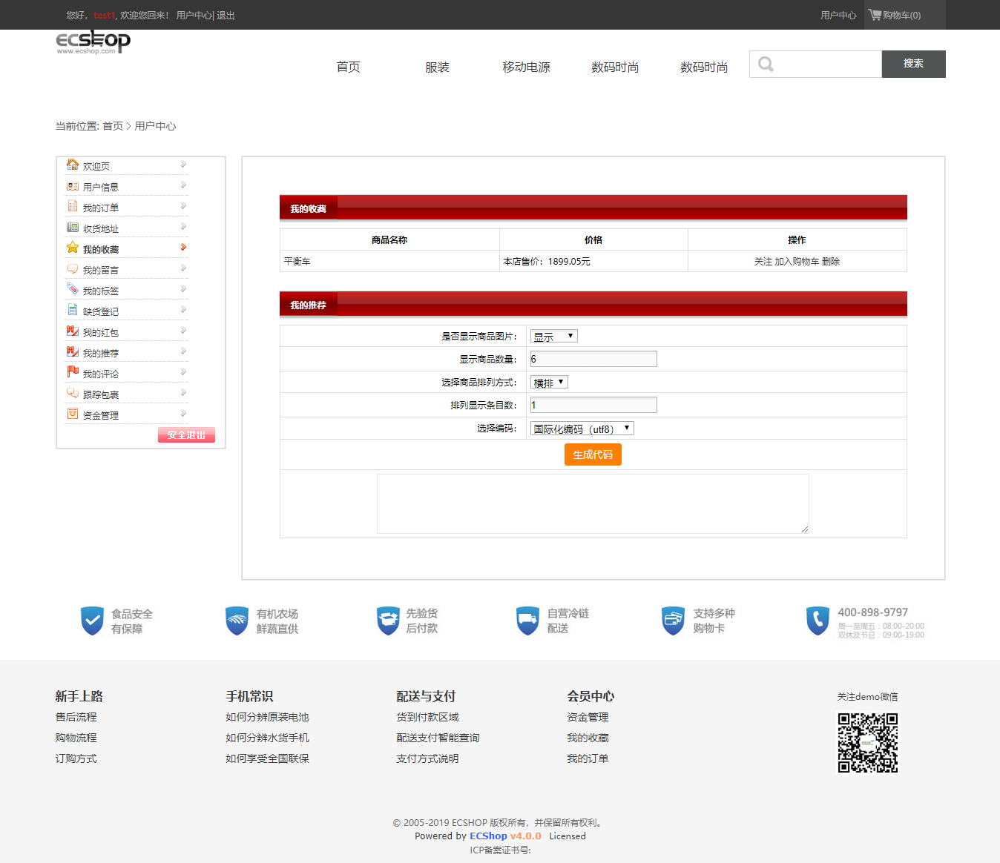 您好，test1, 欢迎您回来！ 用户中心| 退出
用户中心 购物车(0)
ecshop
www.ecshop.com
首页 服装 移动电源 数码时尚 数码时尚 搜索
当前位置: 首页 > 用户中心
欢迎页
用户信息
我的订单
收货地址
我的收藏
我的留言
我的标签
缺货登记
我的红包
我的推荐
我的评论
跟踪包裹
资金管理
安全退出
我的收藏
商品名称 价格 操作
平衡车 本店售价：1899.05元 关注 加入购物车 删除
我的推荐
是否显示商品图片： 显示
显示商品数量： 6
选择商品排列方式： 横排
排列显示条目数： 1
选择编码： 国际化编码（utf8）
生成代码
食品安全
有保障
有机农场
鲜蔬直供
先验货
后付款
自营冷链
配送
支持多种
购物卡
400-898-9797
周一至周五：08:00-20:00
双休及节日：09:00-19:00
新手上路
售后流程
购物流程
订购方式
手机常识
如何分辨原装电池
如何分辨水货手机
如何享受全国联保
配送与支付
货到付款区域
配送支付智能查询
支付方式说明
会员中心
资金管理
我的收藏
我的订单
关注demo微信
© 2005-2019 ECSHOP 版权所有，并保留所有权利。
Powered by ECShop v4.0.0 Licensed
ICP备案证书号: